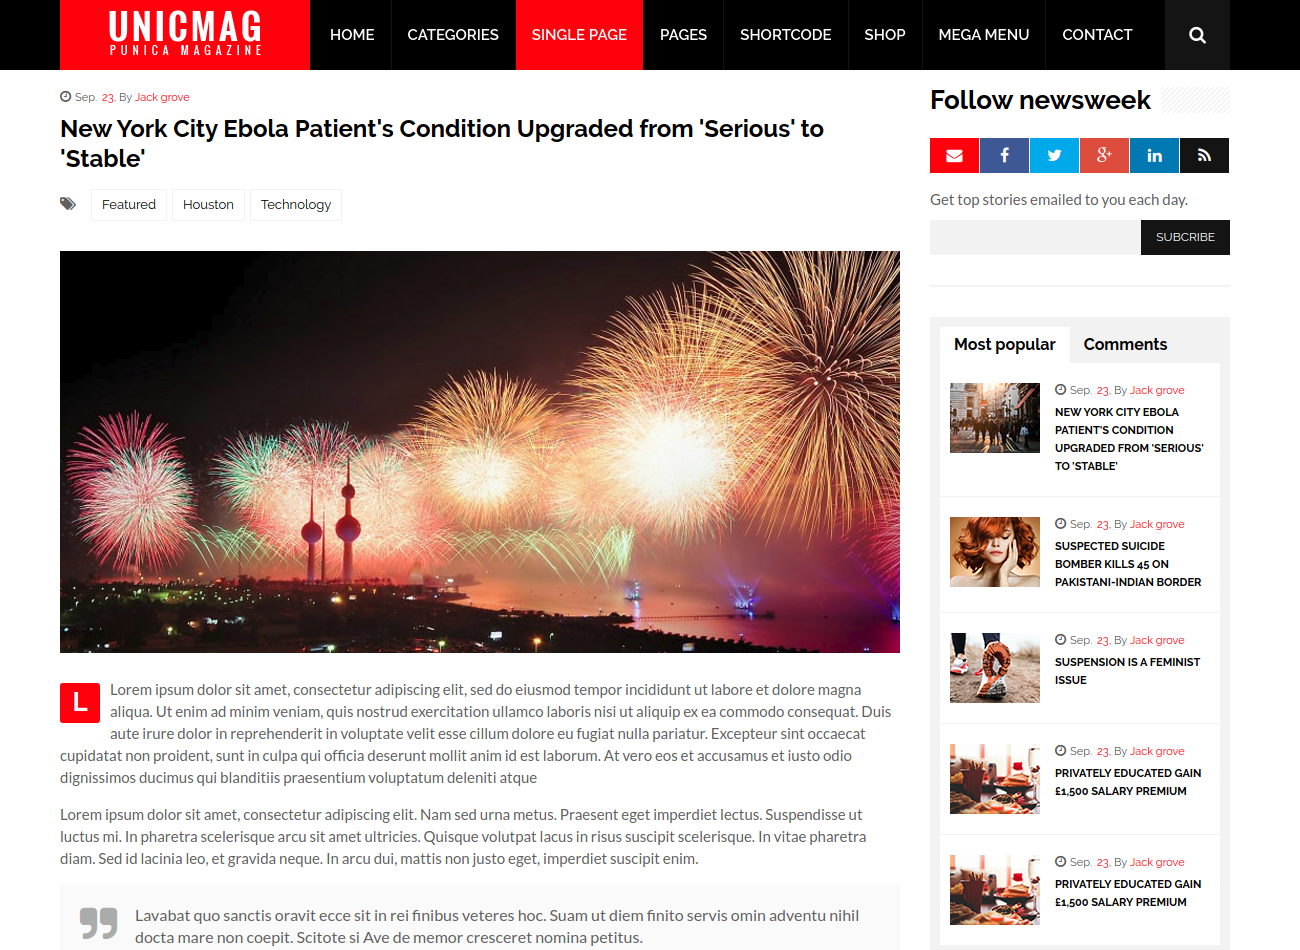 UNICMAG
PUNICA MAGAZINE
HOME
CATEGORIES
SINGLE PAGE
PAGES
SHORTCODE
SHOP
MEGA MENU
CONTACT
Sep. 23, By Jack grove
New York City Ebola Patient's Condition Upgraded from 'Serious' to
'Stable'
Featured
Houston
Technology
L
Lorem ipsum dolor sit amet, consectetur adipiscing elit, sed do eiusmod tempor incididunt ut labore et dolore magna
aliqua. Ut enim ad minim veniam, quis nostrud exercitation ullamco laboris nisi ut aliquip ex ea commodo consequat. Duis
aute irure dolor in reprehenderit in voluptate velit esse cillum dolore eu fugiat nulla pariatur. Excepteur sint occaecat
cupidatat non proident, sunt in culpa qui officia deserunt mollit anim id est laborum. At vero eos et accusamus et iusto odio
dignissimos ducimus qui blanditiis praesentium voluptatum deleniti atque
Lorem ipsum dolor sit amet, consectetur adipiscing elit. Nam sed urna metus. Praesent eget imperdiet lectus. Suspendisse ut
luctus mi. In pharetra scelerisque arcu sit amet ultricies. Quisque volutpat lacus in risus suscipit scelerisque. In vitae pharetra
diam. Sed id lacinia leo, et gravida neque. In arcu dui, mattis non justo eget, imperdiet suscipit enim.
Lavabat quo sanctis oravit ecce sit in rei finibus veteres hoc. Suam ut diem finito servis omin adventu nihil
docta mare non coepit. Scitote si Ave de memor cresceret nomina petitus.
Follow newsweek
Get top stories emailed to you each day.
SUBCRIBE
Most popular
Comments
Sep. 23, By Jack grove
NEW YORK CITY EBOLA
PATIENT'S CONDITION
UPGRADED FROM 'SERIOUS'
TO 'STABLE'
Sep. 23, By Jack grove
SUSPECTED SUICIDE
BOMBER KILLS 45 ON
PAKISTANI-INDIAN BORDER
Sep. 23, By Jack grove
SUSPENSION IS A FEMINIST
ISSUE
Sep. 23, By Jack grove
PRIVATELY EDUCATED GAIN
£1,500 SALARY PREMIUM
Sep. 23, By Jack grove
PRIVATELY EDUCATED GAIN
£1,500 SALARY PREMIUM